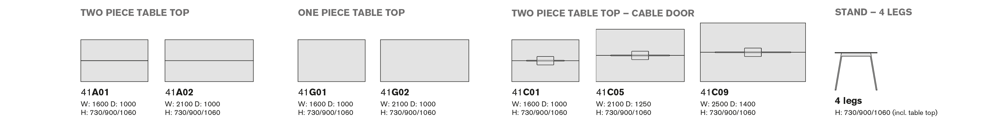 TWO PIECE TABLE TOP
41A01
W: 1600 D: 1000
H: 730/900/1060
41A02
W: 2100 D: 1000
H: 730/900/1060
ONE PIECE TABLE TOP
41G01
W: 1600 D: 1000
H: 730/900/1060
41G02
W: 2100 D: 1000
H: 730/900/1060
TWO PIECE TABLE TOP – CABLE DOOR
41C01
W: 1600 D: 1000
H: 730/900/1060
41C05
W: 2100 D: 1250
H: 730/900/1060
41C09
W: 2500 D: 1400
H: 730/900/1060
STAND – 4 LEGS
4 legs
H: 730/900/1060 (incl. table top)